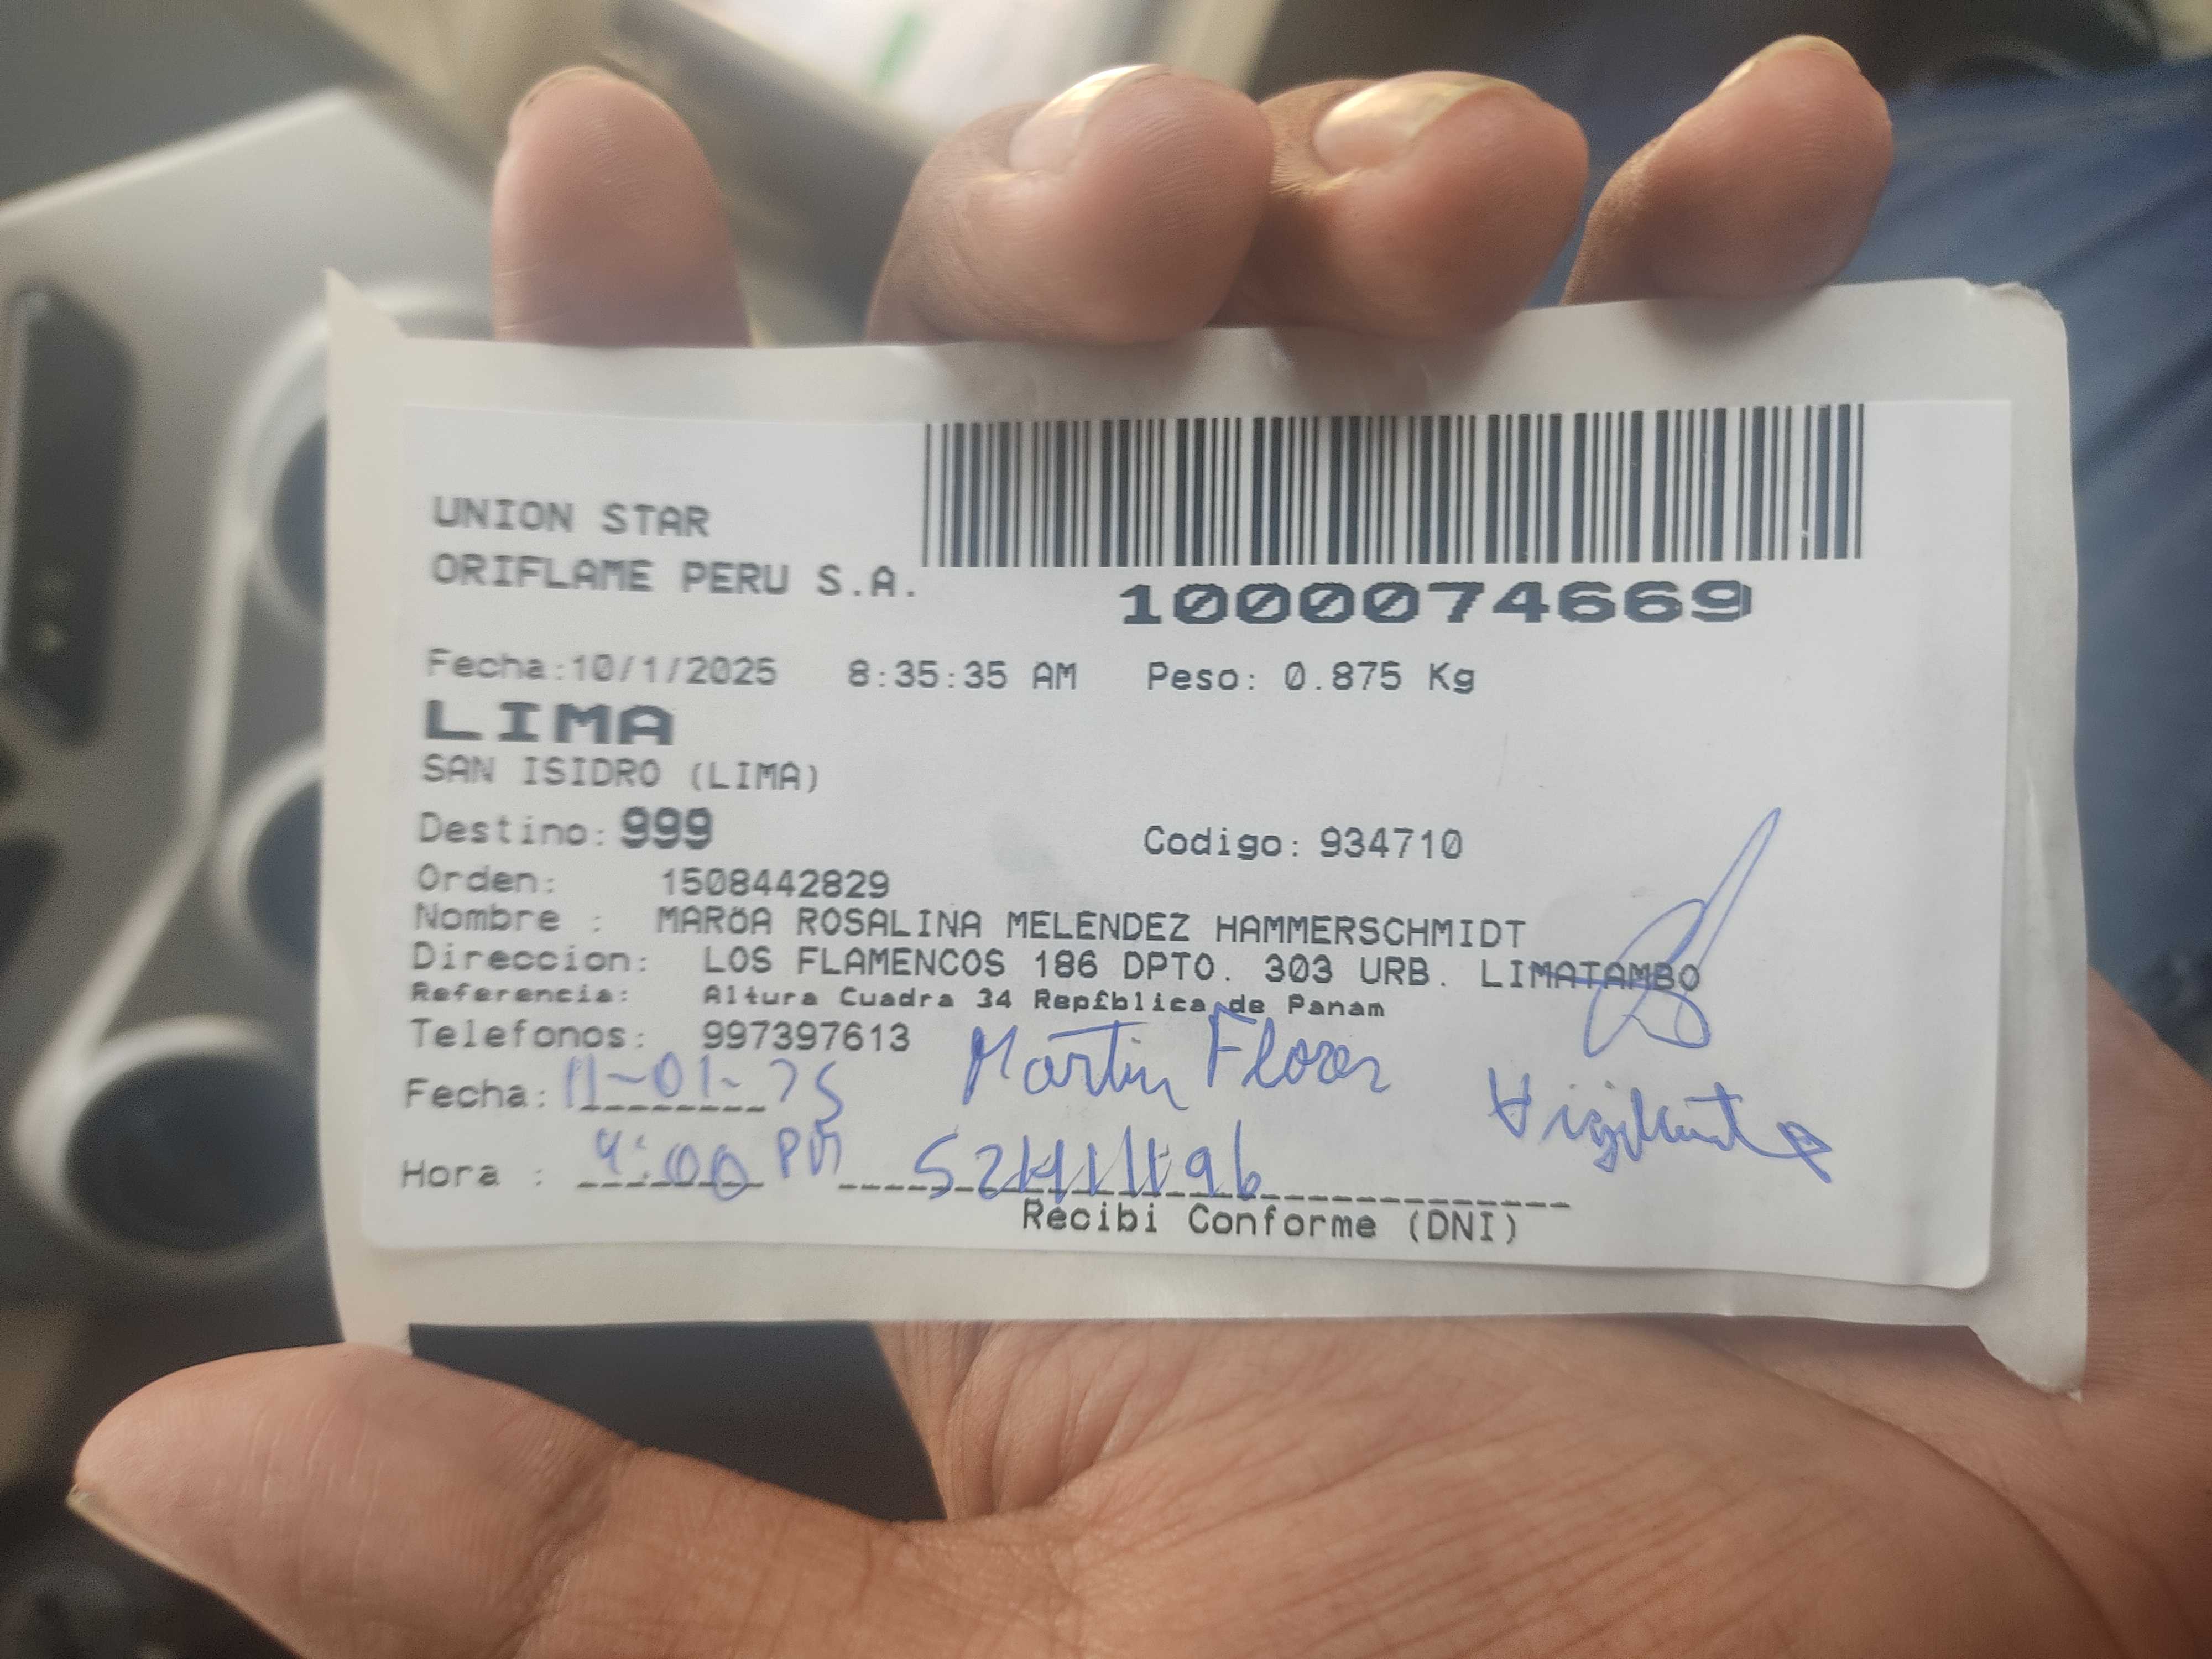 UNION STAR
ORIFLAME PERU S.A.
1000074669
Fecha:10/1/2025 8:35:35 AM Peso: 0.875 Kg
LIMA
SAN ISIDRO (LIMA)
Destino: 999 Codigo: 934710
Orden: 1508442829
Nombre : MARöA ROSALINA MELENDEZ HAMMERSCHMIDT
Direccion: LOS FLAMENCOS 186 DPTO. 303 URB. LIMATAMBO
Referencia: Altura Cuadra 34 Rep£blica de Panam
Telefonos: 997397613
Martin Flores
Fecha: 11-01-25
Vigilante
Hora : 4:00 PM
Recibi Conforme (DNI)